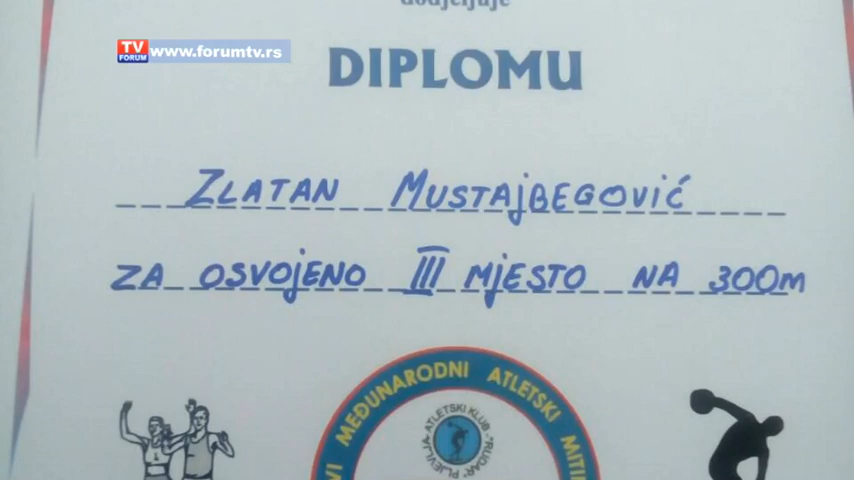 dodjeljuje
TV FORUM www.forumtv.rs
DIPLOMU
ZLATAN MUSTAjBEGOVić
ZA OSVOjENO III MjESTO NA 300m
MEĐUNARODNI ATLETSKI
ATLETSKI KLUB "RUDAR" PLJEVLJA